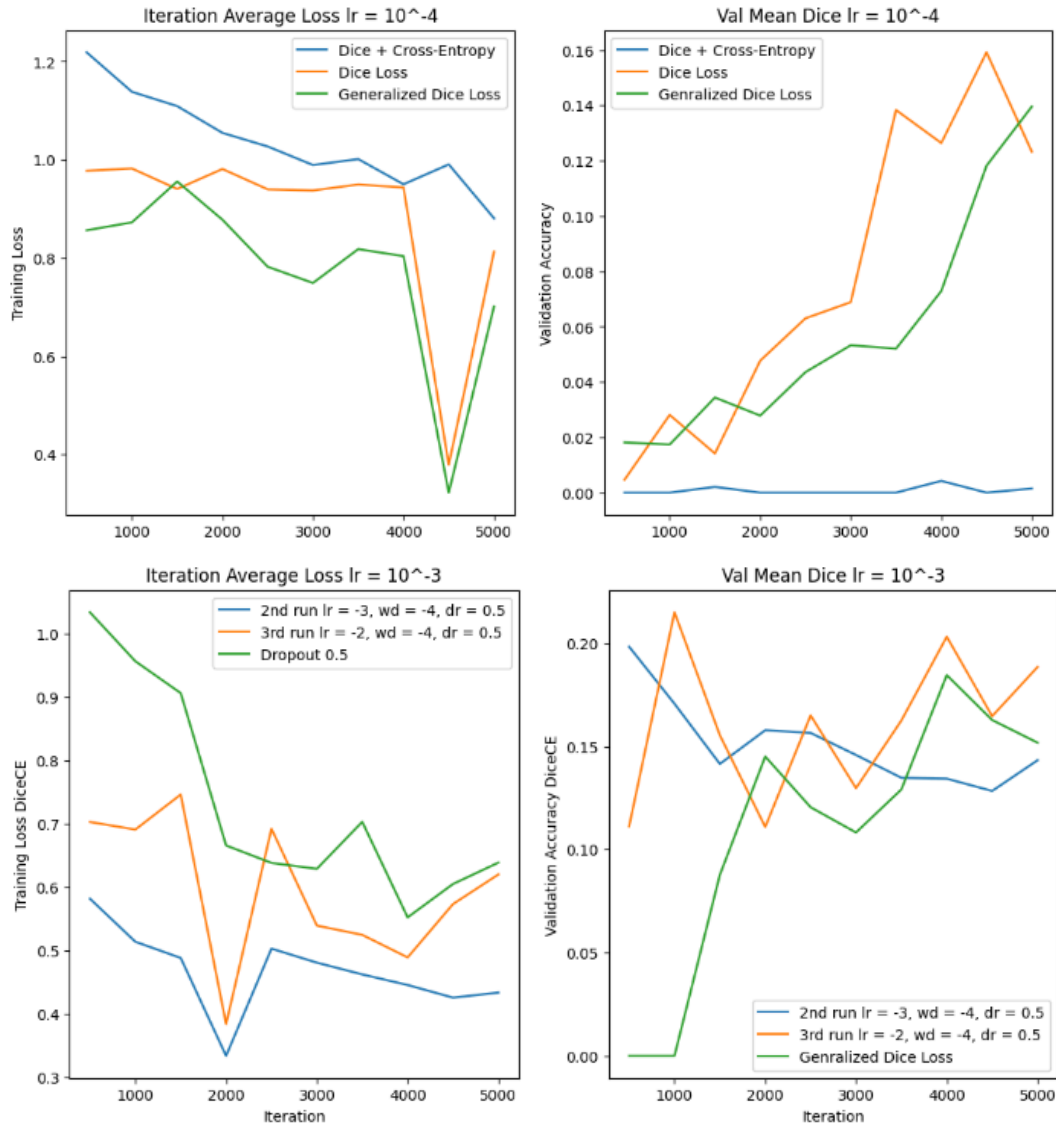 Iteration Average Loss lr = 10^-4
Training Loss
1.2
1.0
0.8
0.6
0.4
Dice + Cross-Entropy
Dice Loss
Generalized Dice Loss
1000 2000 3000 4000 5000
Val Mean Dice lr = 10^-4
Validation Accuracy
0.16
0.14
0.12
0.10
0.08
0.06
0.04
0.02
0.00
Dice + Cross-Entropy
Dice Loss
Genralized Dice Loss
1000 2000 3000 4000 5000
Iteration Average Loss lr = 10^-3
Training Loss DiceCE
1.0
0.9
0.8
0.7
0.6
0.5
0.4
0.3
2nd run lr = -3, wd = -4, dr = 0.5
3rd run lr = -2, wd = -4, dr = 0.5
Dropout 0.5
1000 2000 3000 4000 5000
Iteration
Val Mean Dice lr = 10^-3
Validation Accuracy DiceCE
0.20
0.15
0.10
0.05
0.00
2nd run lr = -3, wd = -4, dr = 0.5
3rd run lr = -2, wd = -4, dr = 0.5
Genralized Dice Loss
1000 2000 3000 4000 5000
Iteration